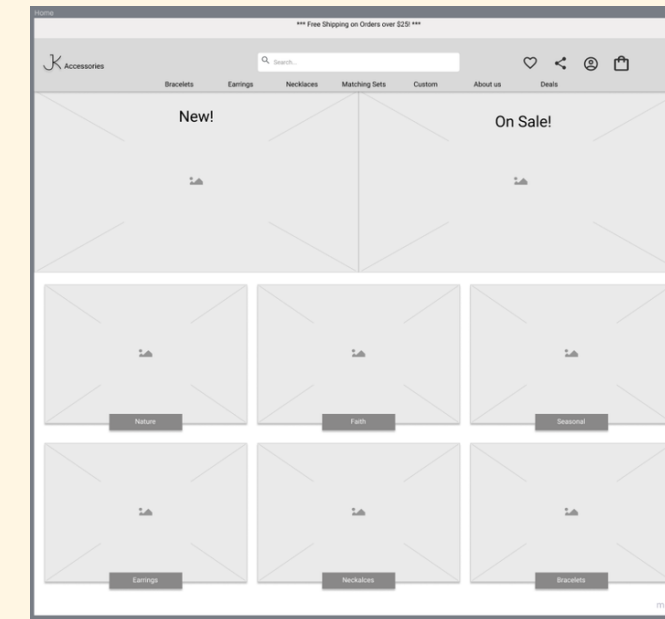 Home
*** Free Shipping on Orders over $25! ***
JK Accessories
Search..
Bracelets Earrings Necklaces Matching Sets Custom About us Deals
New!
On Sale!
Nature Faith Seasonal
Earrings Neckalces Bracelets